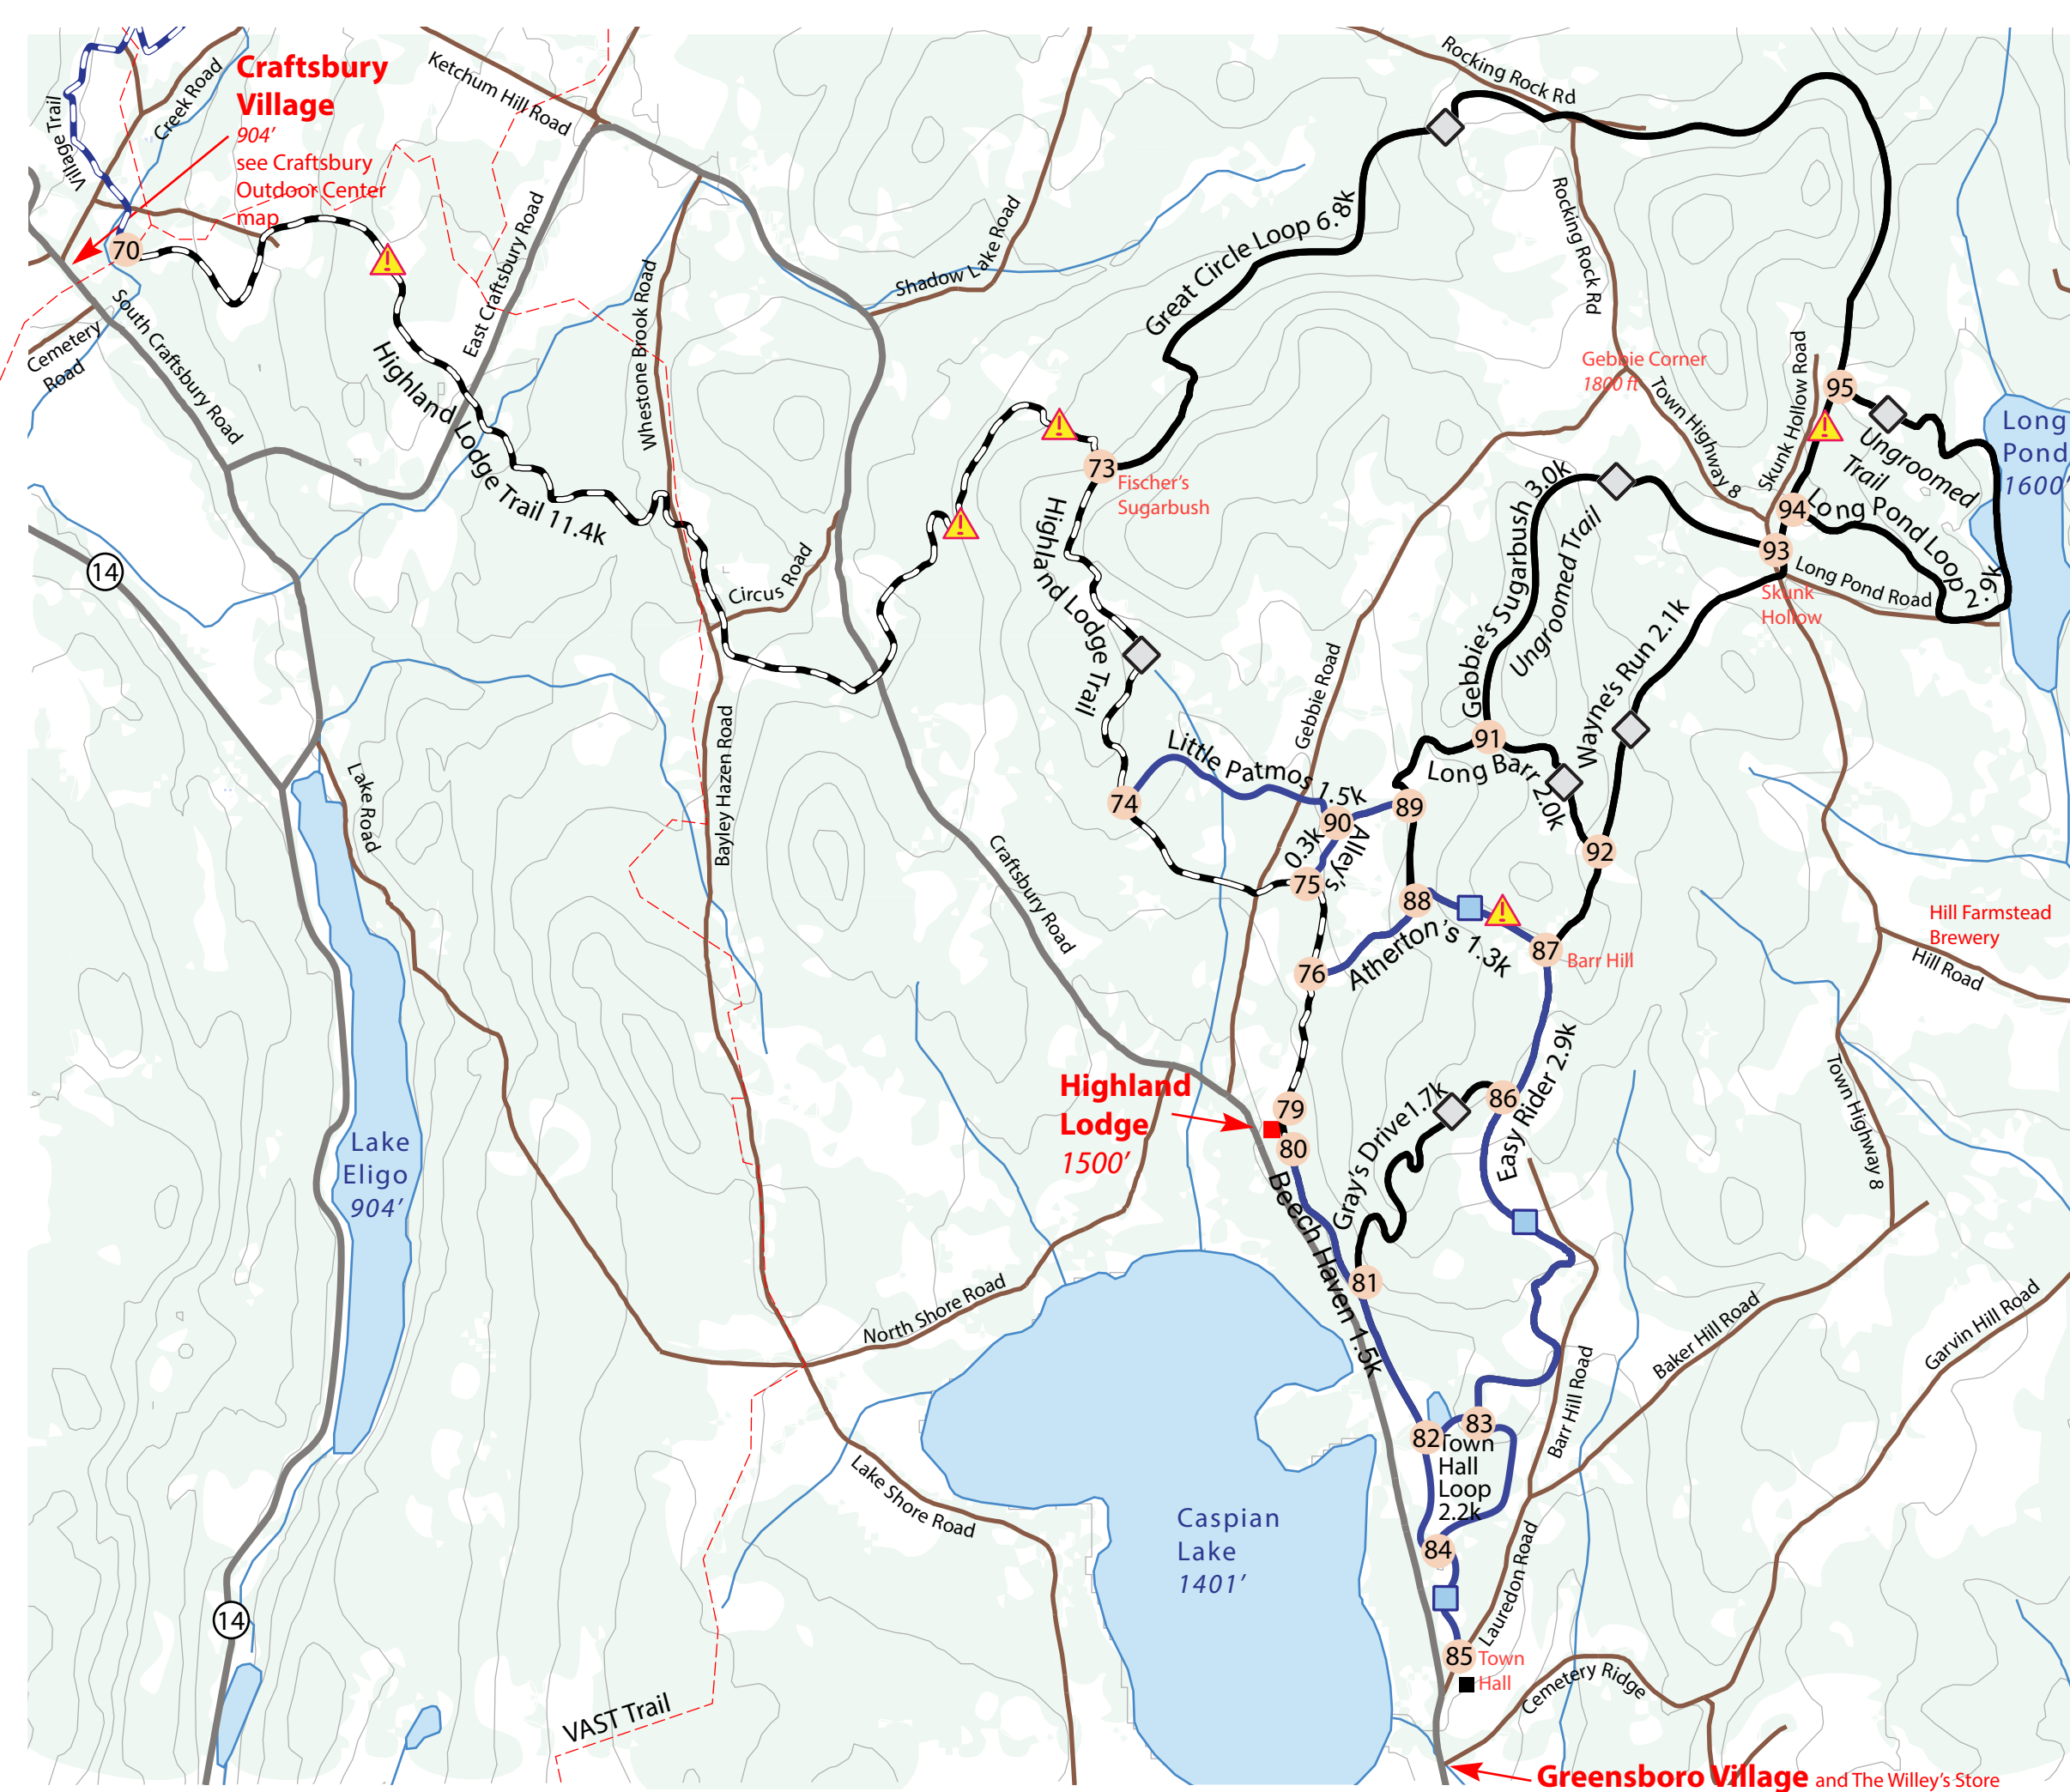 Craftsbury
Village
904’
see Craftsbury
Outdoor Center
map
Village Trail
Creek Road
Ketchum Hill Road
Rocking Rock Rd
70
Cemetery
Road
South Craftsbury Road
East Craftsbury Road
Whestone Brook Road
Shadow Lake Road
Highland Lodge Trail 11.4k
Great Circle Loop 6.8k
Rocking Rock Rd
Gebbie Corner
1800 ft
Town Highway 8
Skunk Hollow Road
95
Ungroomed
Trail
Long
Pond
1600’
73
Fischer’s
Sugarbush
94
Long Pond Loop 2.9k
93
Long Pond Road
Skunk
Hollow
14
Circus Road
Highland Lodge Trail
Gebbie’s Sugarbush 3.0k
Ungroomed Trail
Wayne’s Run 2.1k
Gebbie Road
91
Long Barr 2.0k
Little Patmos 1.5k
74
90
89
0.3k
Alley’s
92
75
88
76
Atherton’s 1.3k
87
Barr Hill
Hill Farmstead
Brewery
Hill Road
Lake Road
Bayley Hazen Road
Craftsbury Road
Highland
Lodge
1500’
79
80
86
Gray’s Drive 1.7k
Easy Rider 2.9k
Town Highway 8
Lake
Eligo
904’
Beech Haven 1.5k
81
North Shore Road
Baker Hill Road
Garvin Hill Road
Barr Hill Road
82
83
Town
Hall
Loop
2.2k
Lake Shore Road
Caspian
Lake
1401’
84
Lauredon Road
14
85
Town
Hall
Cemetery Ridge
VAST Trail
Greensboro Village and The Willey’s Store